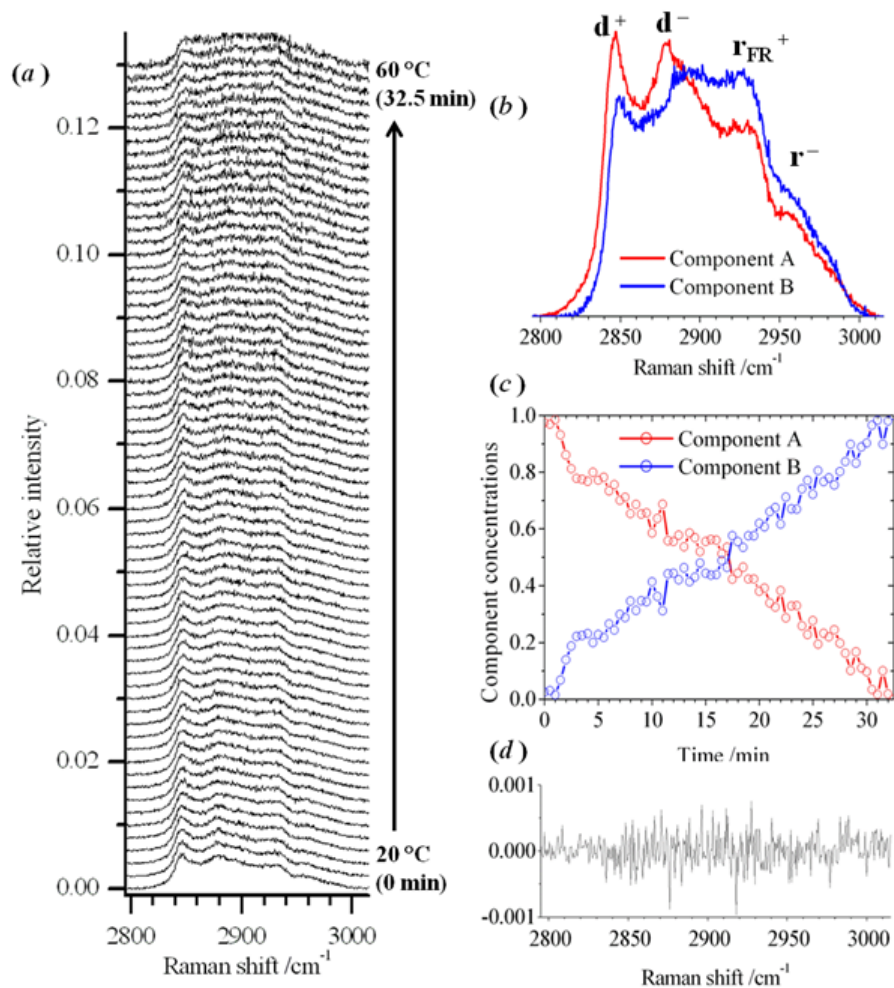 (a)
60 °C
(32.5 min)
0.12
0.10
0.08
0.06
0.04
0.02
0.00
Relative intensity
20 °C
(0 min)
2800 2900 3000
Raman shift /cm-1
(b)
d+ d− rFR+ r−
Component A
Component B
2800 2850 2900 2950 3000
Raman shift /cm-1
(c)
1.0
0.8
0.6
0.4
0.2
0.0
Component concentrations
Component A
Component B
0 5 10 15 20 25 30
Time /min
(d)
0.001
0.000
-0.001
2800 2850 2900 2950 3000
Raman shift /cm-1